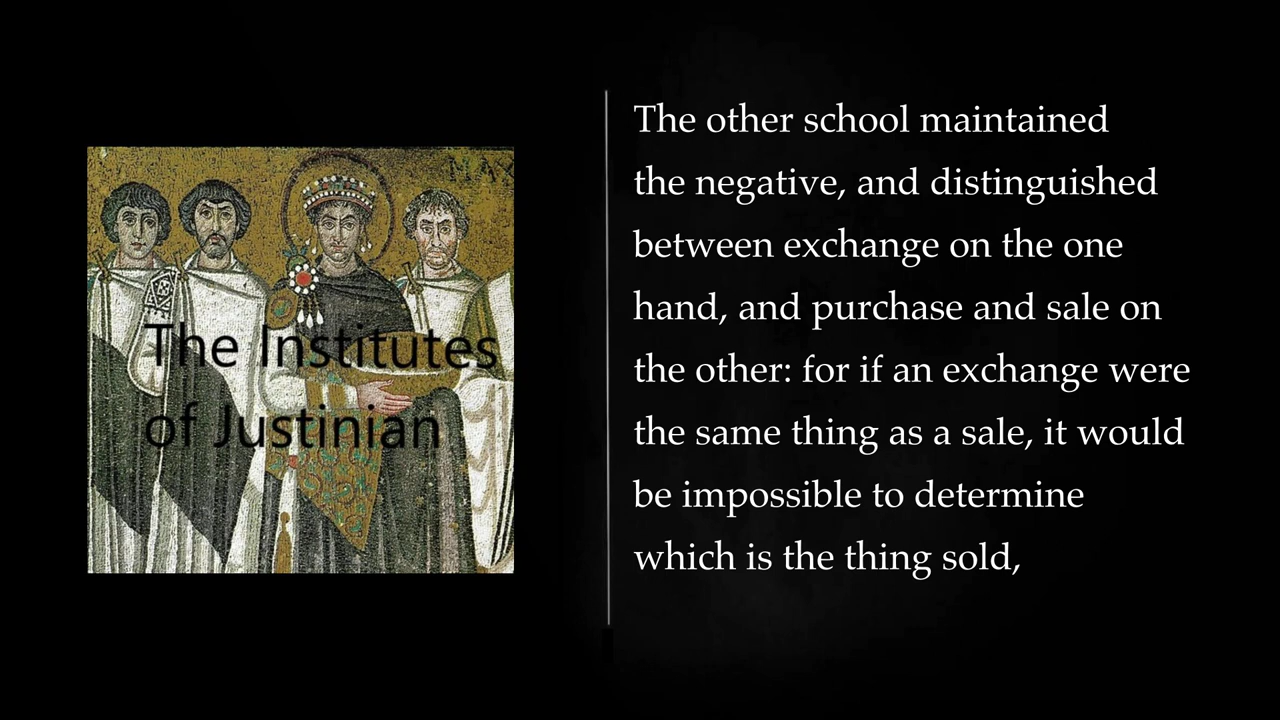 MAX
The Institutes
of Justinian
The other school maintained
the negative, and distinguished
between exchange on the one
hand, and purchase and sale on
the other: for if an exchange were
the same thing as a sale, it would
be impossible to determine
which is the thing sold,